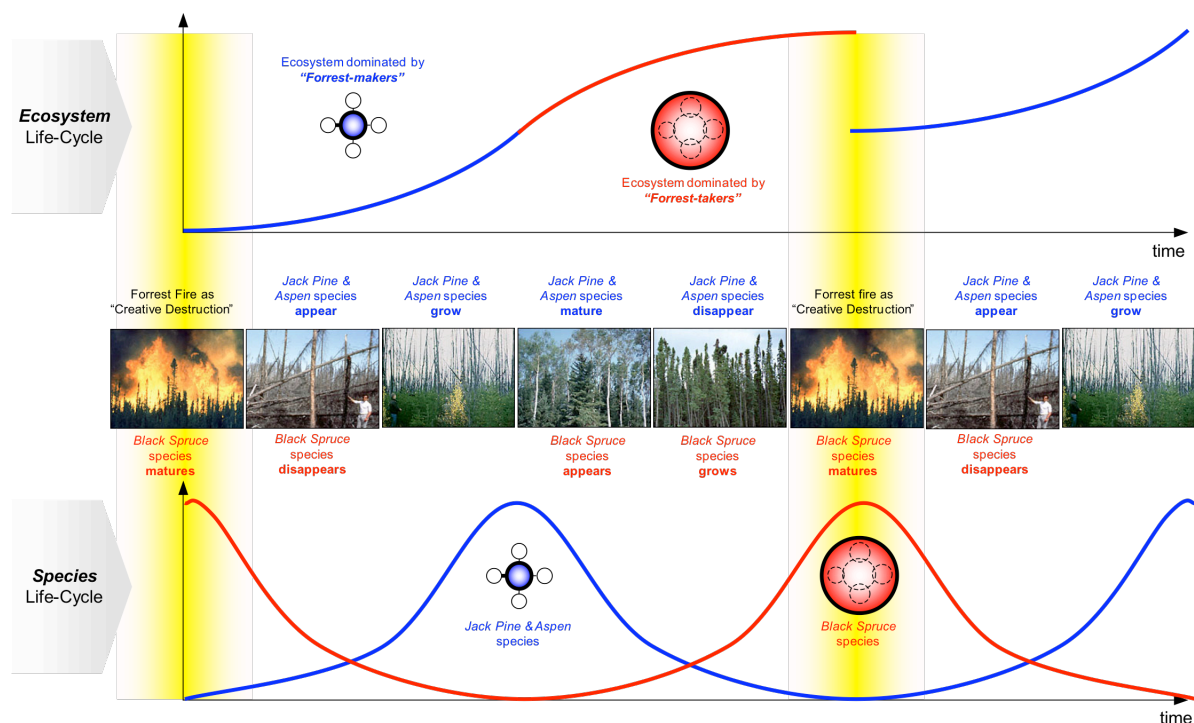 Ecosystem
Life-Cycle
Ecosystem dominated by
“Forrest-makers”
Ecosystem dominated by
“Forrest-takers”
time
Forrest Fire as
“Creative Destruction”
Jack Pine &
Aspen species
appear
Jack Pine &
Aspen species
grow
Jack Pine &
Aspen species
mature
Jack Pine &
Aspen species
disappear
Forrest fire as
“Creative Destruction”
Jack Pine &
Aspen species
appear
Jack Pine &
Aspen species
grow
Black Spruce
species
matures
Black Spruce
species
disappears
Black Spruce
species
appears
Black Spruce
species
grows
Black Spruce
species
matures
Black Spruce
species
disappears
Species
Life-Cycle
Jack Pine & Aspen
species
Black Spruce
species
time